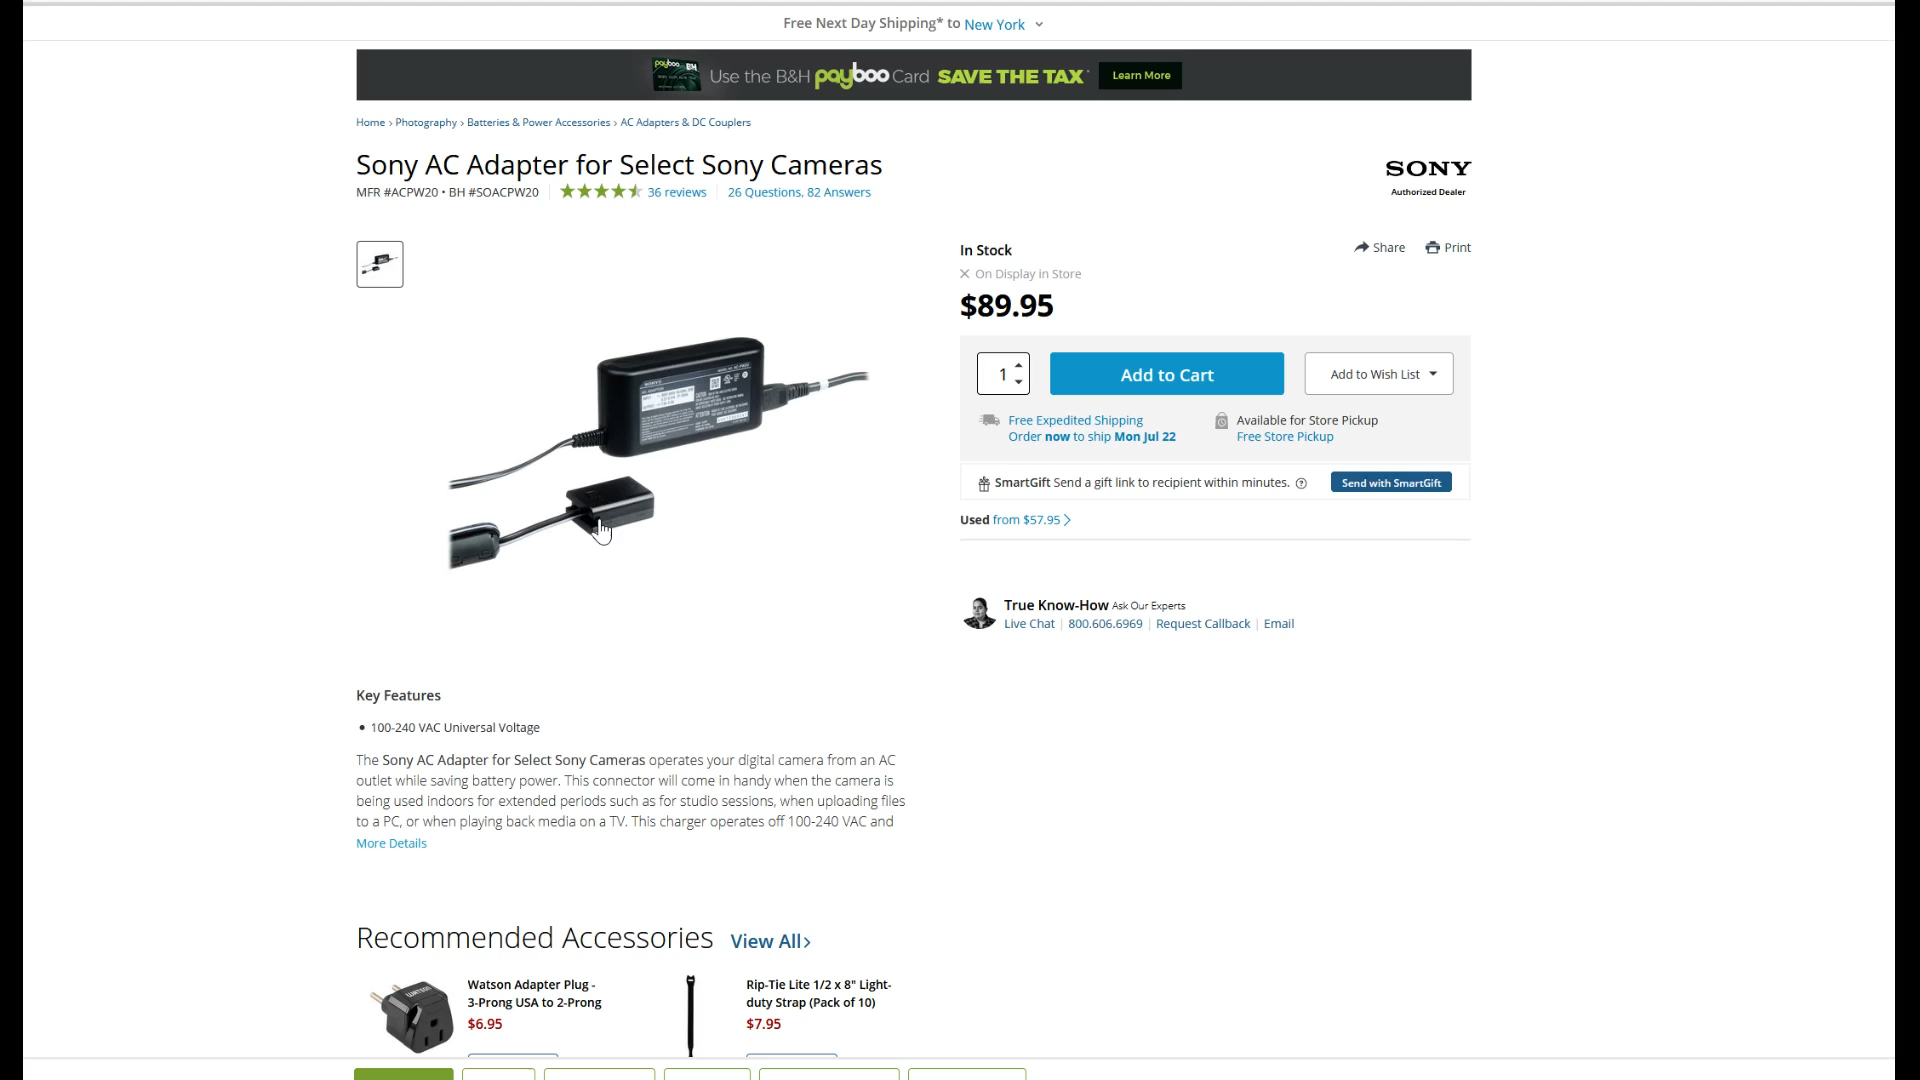 Free Next Day Shipping* to New York
payboo BH
Use the B&H payboo Card SAVE THE TAX* Learn More
Home › Photography › Batteries & Power Accessories › AC Adapters & DC Couplers
Sony AC Adapter for Select Sony Cameras
MFR #ACPW20 • BH #SOACPW20 36 reviews 26 Questions, 82 Answers
SONY
Authorized Dealer
In Stock
Share Print
On Display in Store
$89.95
1 Add to Cart Add to Wish List
Free Expedited Shipping
Order now to ship Mon Jul 22
Available for Store Pickup
Free Store Pickup
SmartGift Send a gift link to recipient within minutes. Send with SmartGift
Used from $57.95
True Know-How Ask Our Experts
Live Chat | 800.606.6969 | Request Callback | Email
Key Features
• 100-240 VAC Universal Voltage
The Sony AC Adapter for Select Sony Cameras operates your digital camera from an AC
outlet while saving battery power. This connector will come in handy when the camera is
being used indoors for extended periods such as for studio sessions, when uploading files
to a PC, or when playing back media on a TV. This charger operates off 100-240 VAC and
More Details
Recommended Accessories View All ›
Watson Adapter Plug -
3-Prong USA to 2-Prong
$6.95
Rip-Tie Lite 1/2 x 8" Light-
duty Strap (Pack of 10)
$7.95